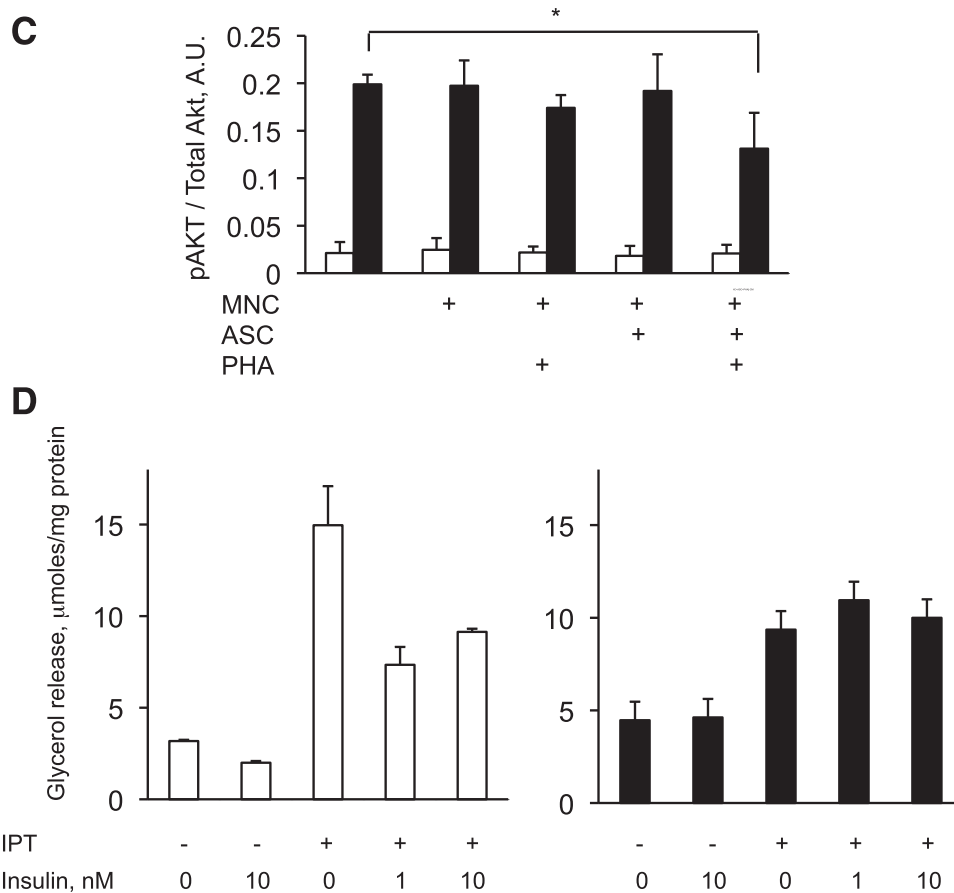 C
*
pAKT / Total Akt, A.U.
0.25
0.2
0.15
0.1
0.05
0
MNC + + + +
ASC + +
PHA + +
D
Glycerol release, μmoles/mg protein
15 15
10 10
5 5
0 0
IPT - - + + + - - + + +
Insulin, nM 0 10 0 1 10 0 10 0 1 10